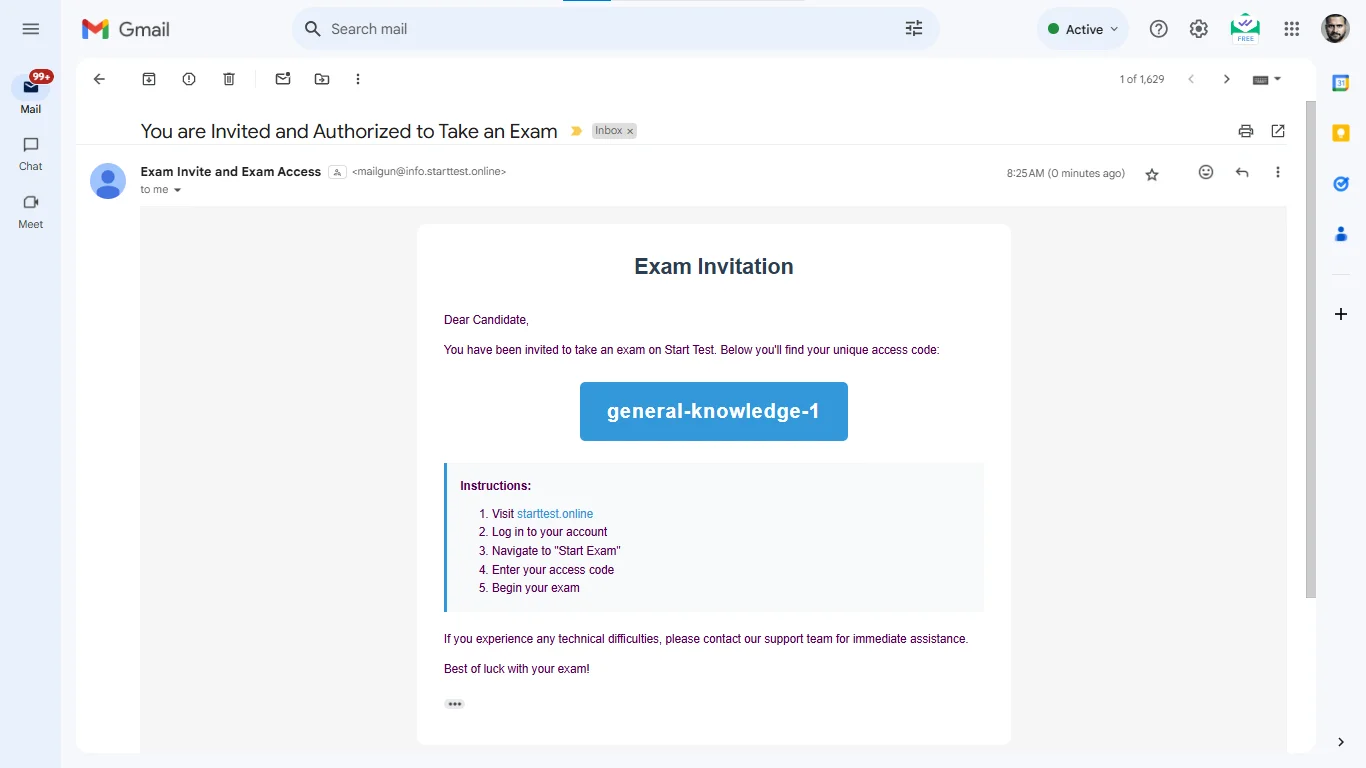 Gmail
Search mail
Active
FREE
99+
Mail
Chat
Meet
1 of 1,629
31
You are Invited and Authorized to Take an Exam
Inbox x
Exam Invite and Exam Access <mailgun@info.starttest.online>
8:25 AM (0 minutes ago)
to me
Exam Invitation
Dear Candidate,
You have been invited to take an exam on Start Test. Below you'll find your unique access code:
general-knowledge-1
Instructions:
1. Visit starttest.online
2. Log in to your account
3. Navigate to "Start Exam"
4. Enter your access code
5. Begin your exam
If you experience any technical difficulties, please contact our support team for immediate assistance.
Best of luck with your exam!